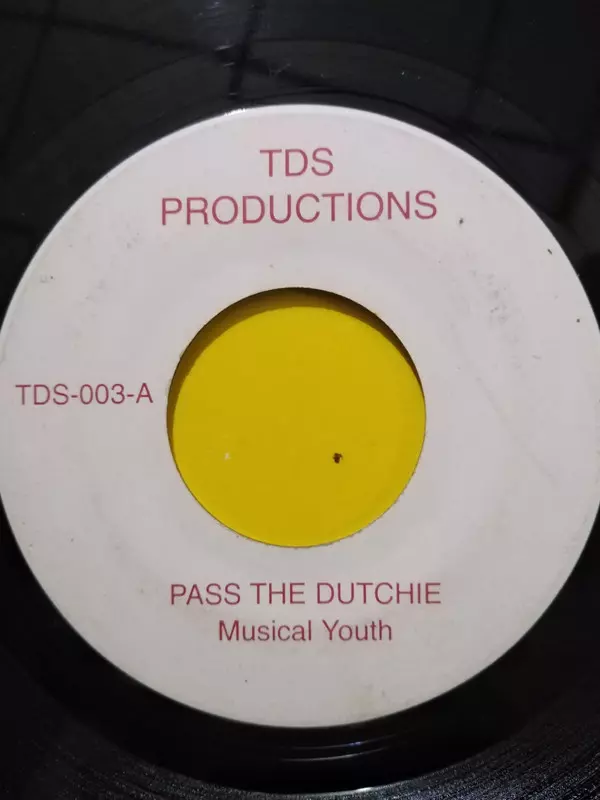 TDS
PRODUCTIONS
TDS-003-A
PASS THE DUTCHIE
Musical Youth